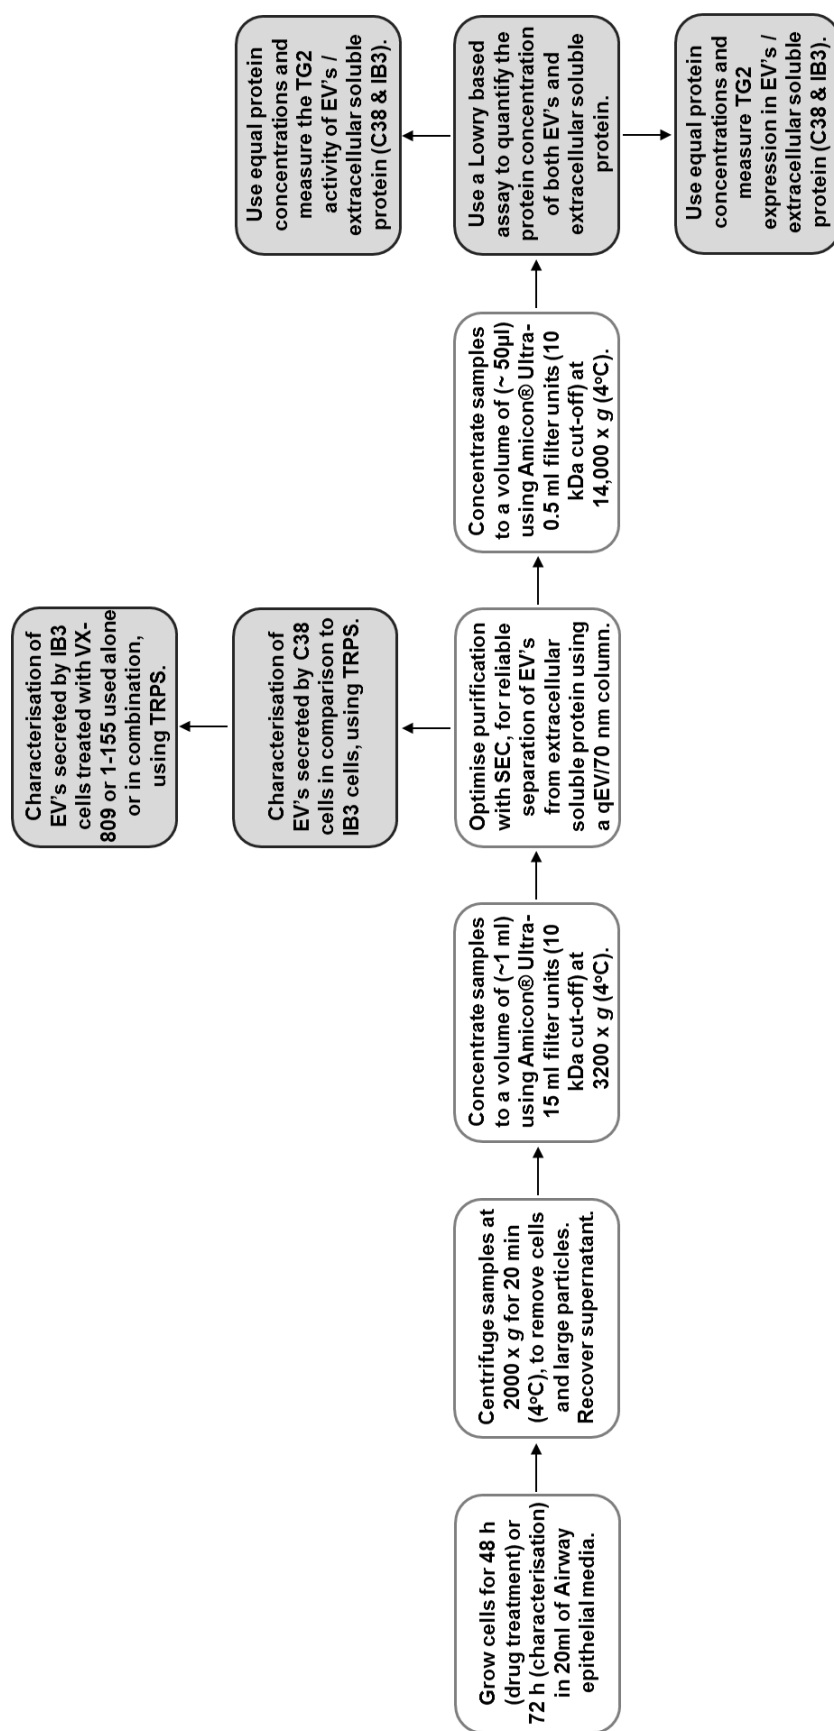 Grow cells for 48 h
(drug treatment) or
72 h (characterisation)
in 20ml of Airway
epithelial media.
Centrifuge samples at
2000 x g for 20 min
(4°C), to remove cells
and large particles.
Recover supernatant.
Concentrate samples
to a volume of (~1 ml)
using Amicon® Ultra-
15 ml filter units (10
kDa cut-off) at
3200 x g (4°C).
Optimise purification
with SEC, for reliable
separation of EV's
from extracellular
soluble protein using
a qEV/70 nm column.
Characterisation of
EV's secreted by C38
cells in comparison to
IB3 cells, using TRPS.
Characterisation of
EV's secreted by IB3
cells treated with VX-
809 or 1-155 used alone
or in combination,
using TRPS.
Concentrate samples
to a volume of (~ 50µl)
using Amicon® Ultra-
0.5 ml filter units (10
kDa cut-off) at
14,000 x g (4°C).
Use a Lowry based
assay to quantify the
protein concentration
of both EV's and
extracellular soluble
protein.
Use equal protein
concentrations and
measure the TG2
activity of EV's /
extracellular soluble
protein (C38 & IB3).
Use equal protein
concentrations and
measure TG2
expression in EV's /
extracellular soluble
protein (C38 & IB3).